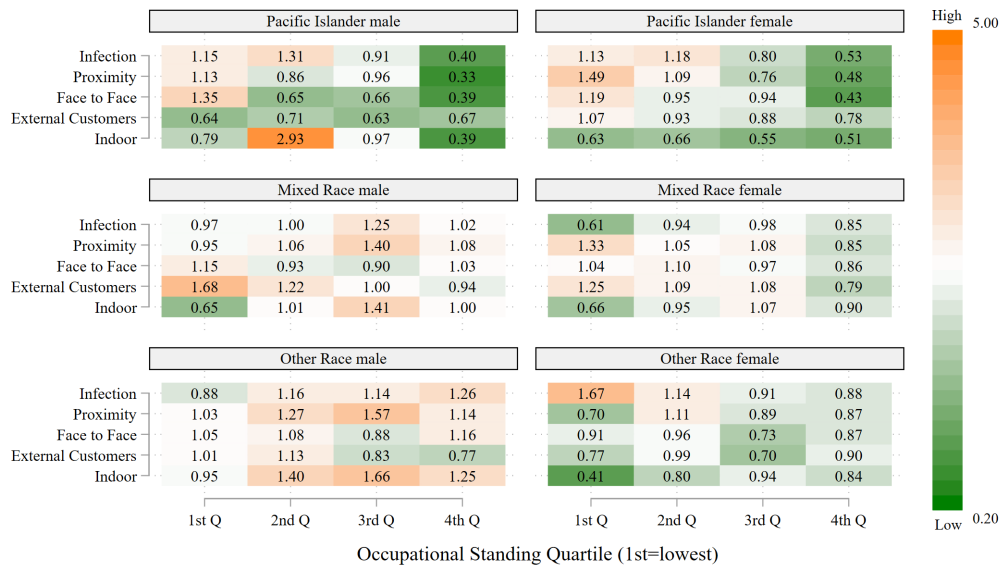 Pacific Islander male Pacific Islander female High 5.00
Infection 1.15 1.31 0.91 0.40 1.13 1.18 0.80 0.53
Proximity 1.13 0.86 0.96 0.33 1.49 1.09 0.76 0.48
Face to Face 1.35 0.65 0.66 0.39 1.19 0.95 0.94 0.43
External Customers 0.64 0.71 0.63 0.67 1.07 0.93 0.88 0.78
Indoor 0.79 2.93 0.97 0.39 0.63 0.66 0.55 0.51
Mixed Race male Mixed Race female
Infection 0.97 1.00 1.25 1.02 0.61 0.94 0.98 0.85
Proximity 0.95 1.06 1.40 1.08 1.33 1.05 1.08 0.85
Face to Face 1.15 0.93 0.90 1.03 1.04 1.10 0.97 0.86
External Customers 1.68 1.22 1.00 0.94 1.25 1.09 1.08 0.79
Indoor 0.65 1.01 1.41 1.00 0.66 0.95 1.07 0.90
Other Race male Other Race female
Infection 0.88 1.16 1.14 1.26 1.67 1.14 0.91 0.88
Proximity 1.03 1.27 1.57 1.14 0.70 1.11 0.89 0.87
Face to Face 1.05 1.08 0.88 1.16 0.91 0.96 0.73 0.87
External Customers 1.01 1.13 0.83 0.77 0.77 0.99 0.70 0.90
Indoor 0.95 1.40 1.66 1.25 0.41 0.80 0.94 0.84
1st Q 2nd Q 3rd Q 4th Q 1st Q 2nd Q 3rd Q 4th Q Low 0.20
Occupational Standing Quartile (1st=lowest)